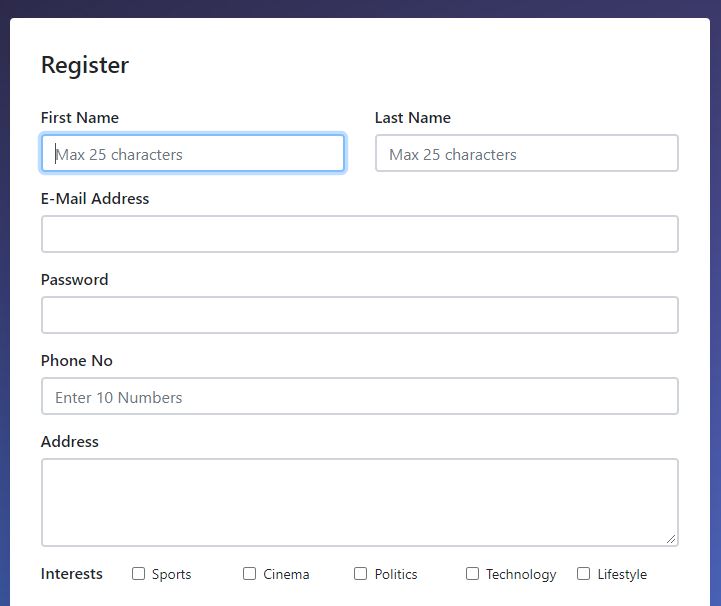 Register
First Name Last Name
Max 25 characters Max 25 characters
E-Mail Address
Password
Phone No
Enter 10 Numbers
Address
Interests Sports Cinema Politics Technology Lifestyle